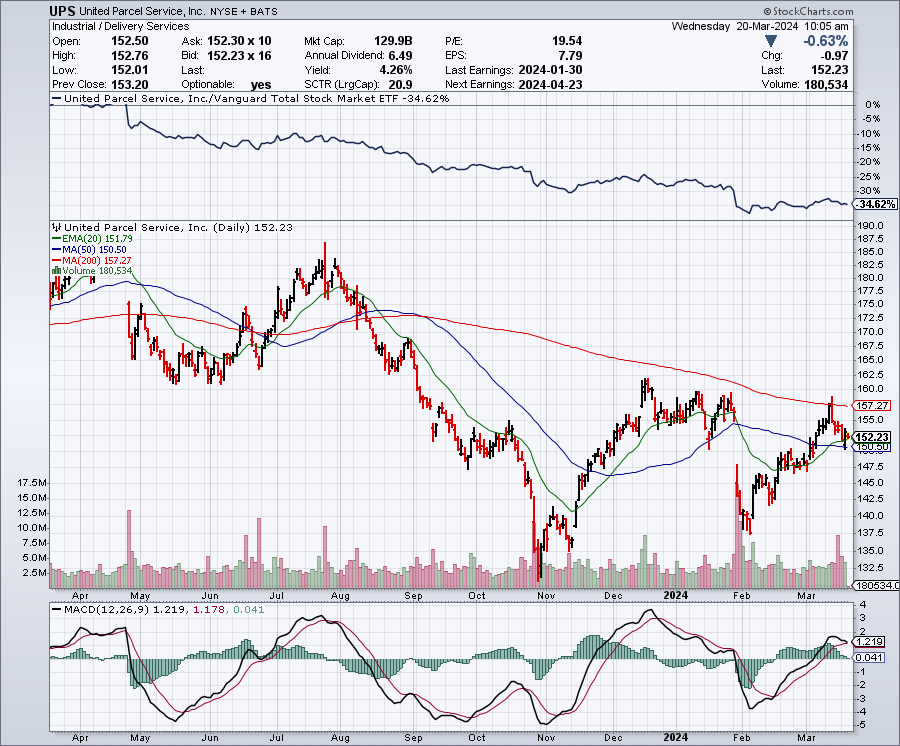 UPS United Parcel Service, Inc. NYSE + BATS © StockCharts.com
Industrial / Delivery Services Wednesday 20-Mar-2024 10:05 am
Open: 152.50 Ask: 152.30 x 10 Mkt Cap: 129.9B P/E: 19.54 ▼ -0.63%
High: 152.76 Bid: 152.23 x 16 Annual Dividend: 6.49 EPS: 7.79 Chg: -0.97
Low: 152.01 Last: Yield: 4.26% Last Earnings: 2024-01-30 Last: 152.23
Prev Close: 153.20 Optionable: yes SCTR (LrgCap): 20.9 Next Earnings: 2024-04-23 Volume: 180,534
United Parcel Service, Inc./Vanguard Total Stock Market ETF -34.62%
0%
-5%
-10%
-15%
-20%
-25%
-30%
-34.62%
United Parcel Service, Inc. (Daily) 152.23
EMA(20) 151.79
MA(50) 150.50
MA(200) 157.27
Volume 180,534
190.0
187.5
185.0
182.5
180.0
177.5
175.0
172.5
170.0
167.5
165.0
162.5
160.0
157.27
155.0
152.23
150.50
147.5
145.0
142.5
140.0
137.5
135.0
132.5
180534.0
17.5M
15.0M
12.5M
10.0M
7.5M
5.0M
2.5M
Apr May Jun Jul Aug Sep Oct Nov Dec 2024 Feb Mar
MACD(12,26,9) 1.219, 1.178, 0.041
4
3
2
1.219
0.041
-1
-2
-3
-4
-5
Apr May Jun Jul Aug Sep Oct Nov Dec 2024 Feb Mar